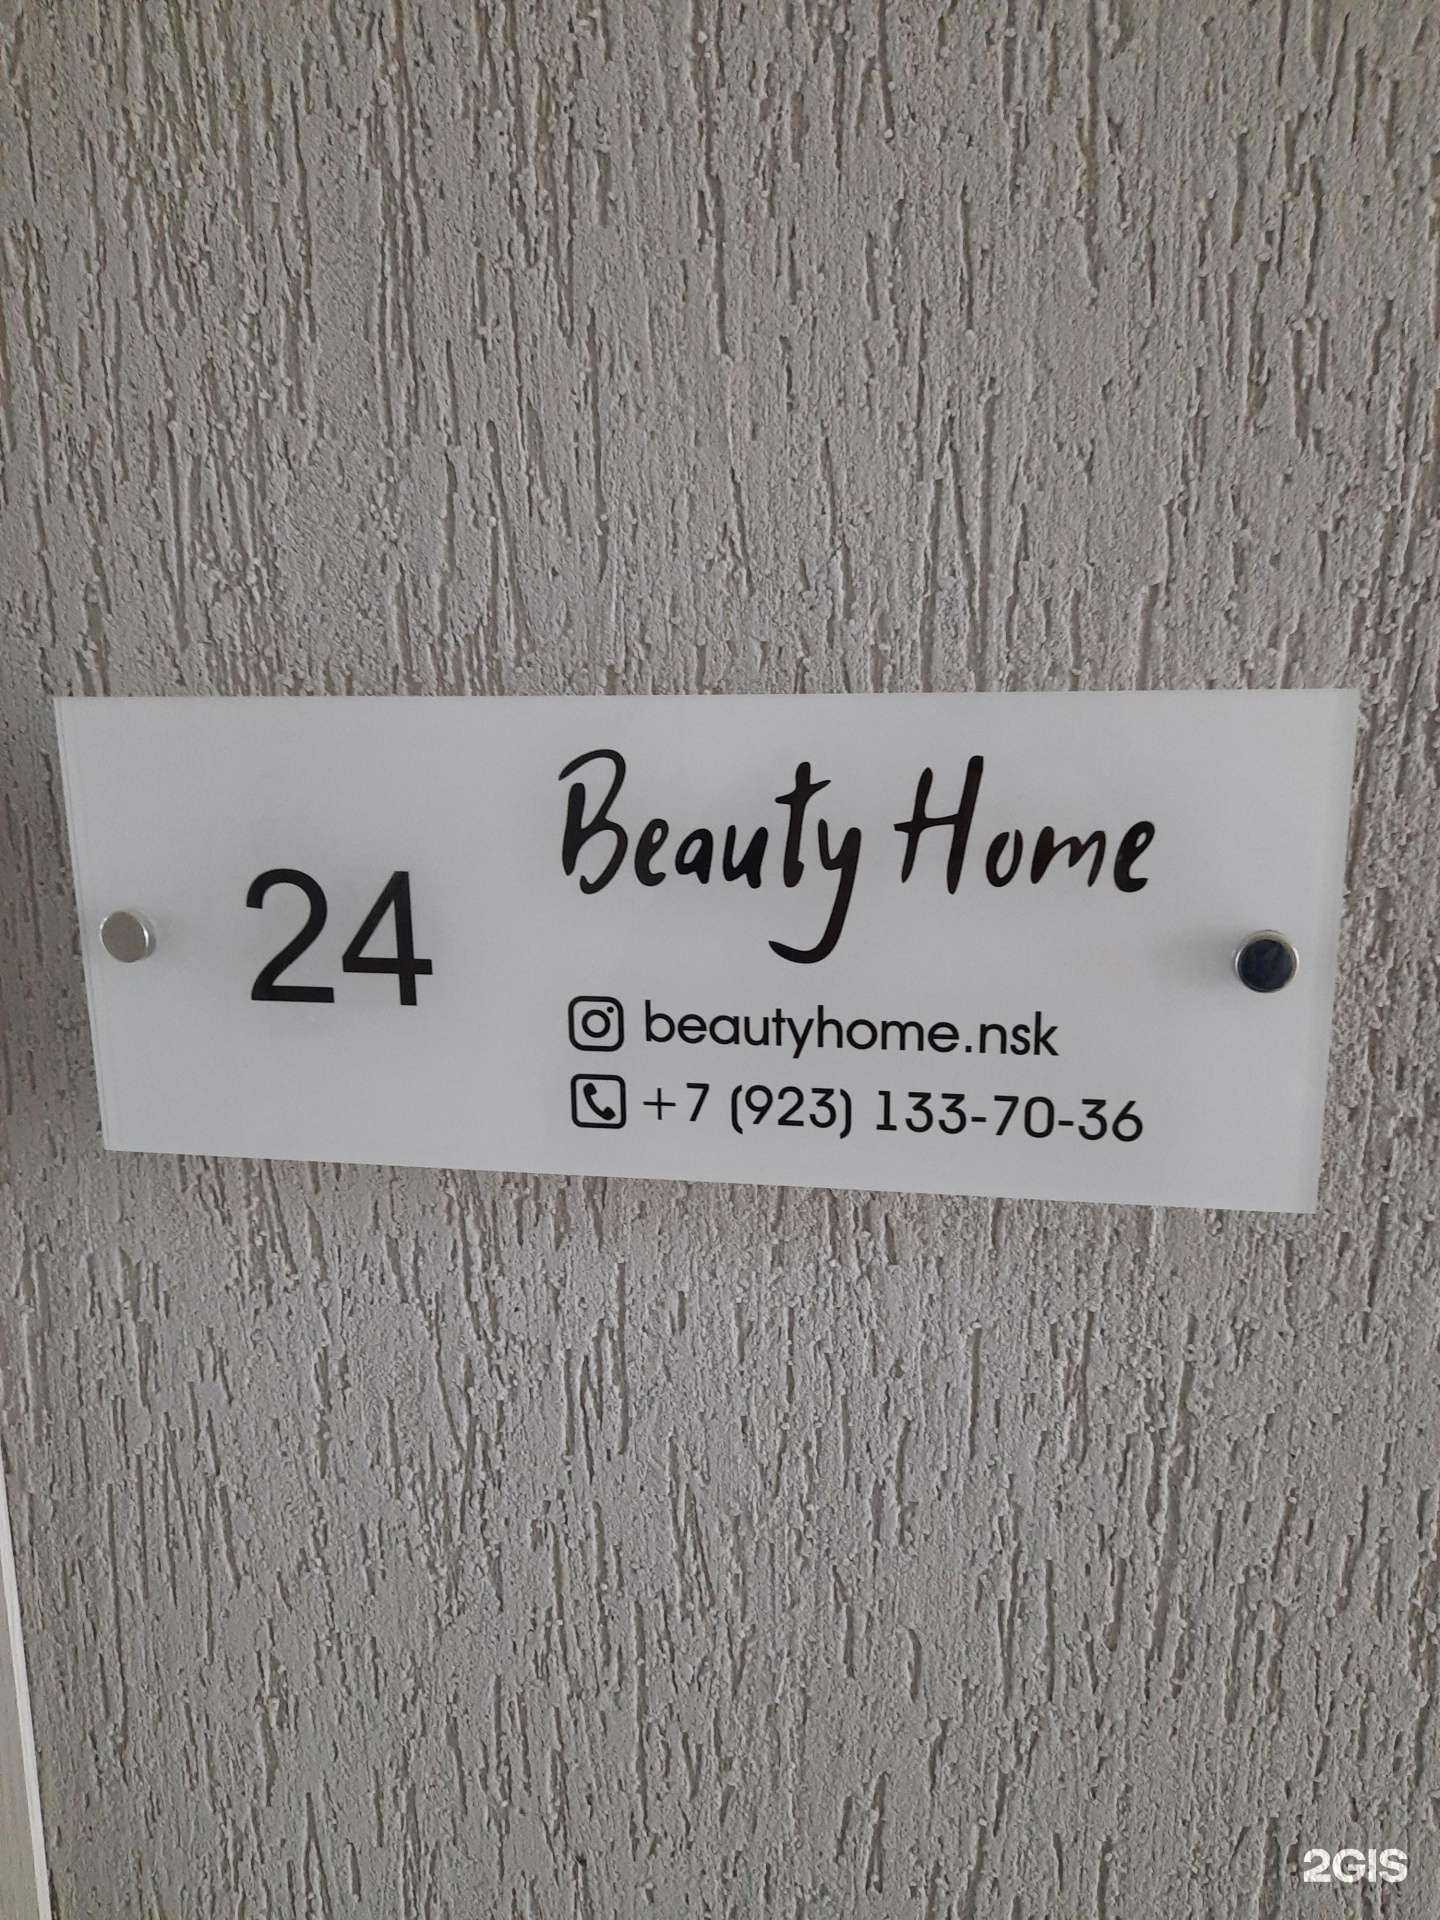 24
Beauty Home
beautyhome.nsk
+7 (923) 133-70-36
2GIS